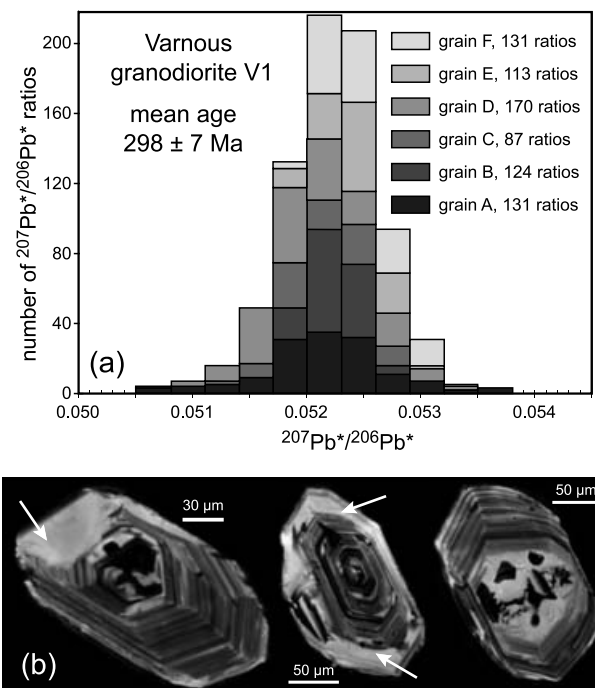 Varnous
granodiorite V1
mean age
298 ± 7 Ma
grain F, 131 ratios
grain E, 113 ratios
grain D, 170 ratios
grain C, 87 ratios
grain B, 124 ratios
grain A, 131 ratios
number of ²⁰⁷Pb*/²⁰⁶Pb* ratios
200
160
120
80
40
0
(a)
0.050 0.051 0.052 0.053 0.054
²⁰⁷Pb*/²⁰⁶Pb*
30 µm
50 µm
50 µm
(b)